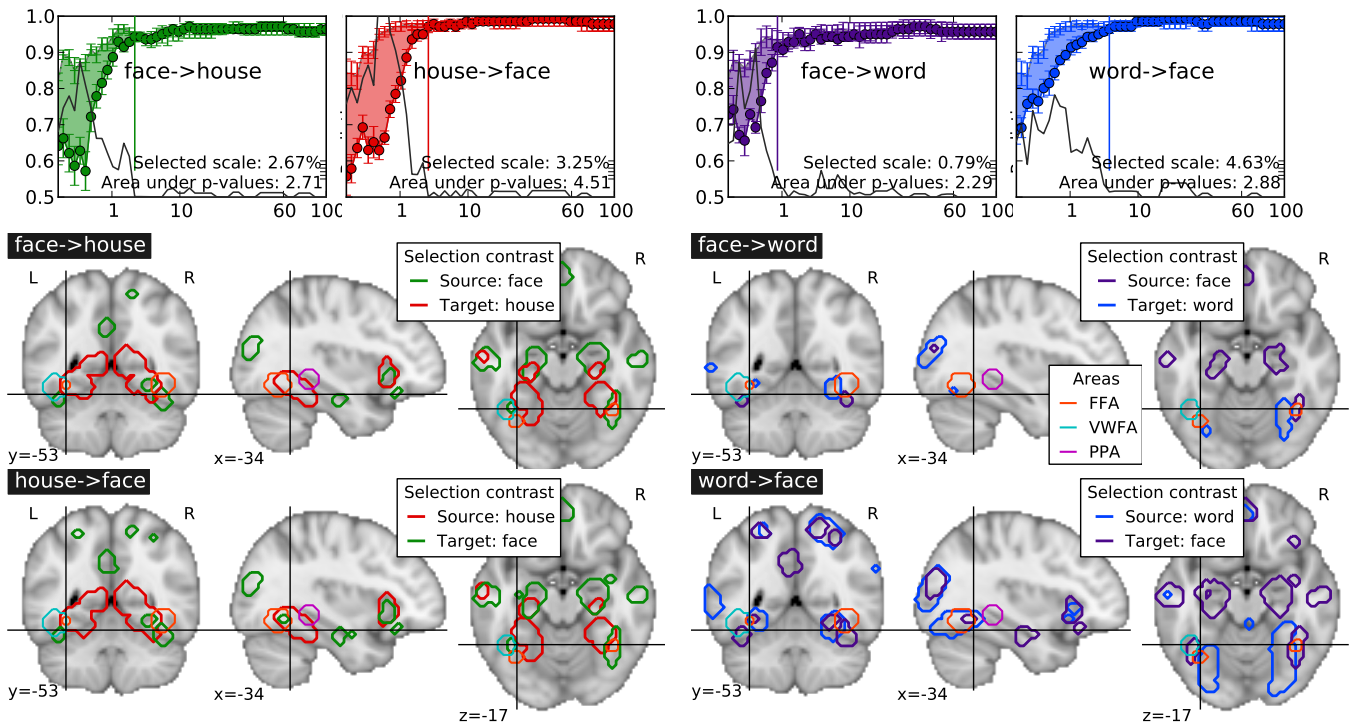 1.0
0.9
0.8
0.7
0.6
0.5
face->house
Selected scale: 2.67%
Area under p-values: 2.71
1 10 60 100
house->face
Selected scale: 3.25%
Area under p-values: 4.51
1 10 60 100
1.0
0.9
0.8
0.7
0.6
0.5
face->word
Selected scale: 0.79%
Area under p-values: 2.29
1 10 60 100
word->face
Selected scale: 4.63%
Area under p-values: 2.88
1 10 60 100
face->house
L R
Selection contrast
Source: face
Target: house
R
y=-53
x=-34
face->word
L R
Selection contrast
Source: face
Target: word
R
Areas
FFA
VWFA
PPA
y=-53
x=-34
house->face
L R
Selection contrast
Source: house
Target: face
R
y=-53
x=-34
z=-17
word->face
L R
Selection contrast
Source: word
Target: face
R
y=-53
x=-34
z=-17